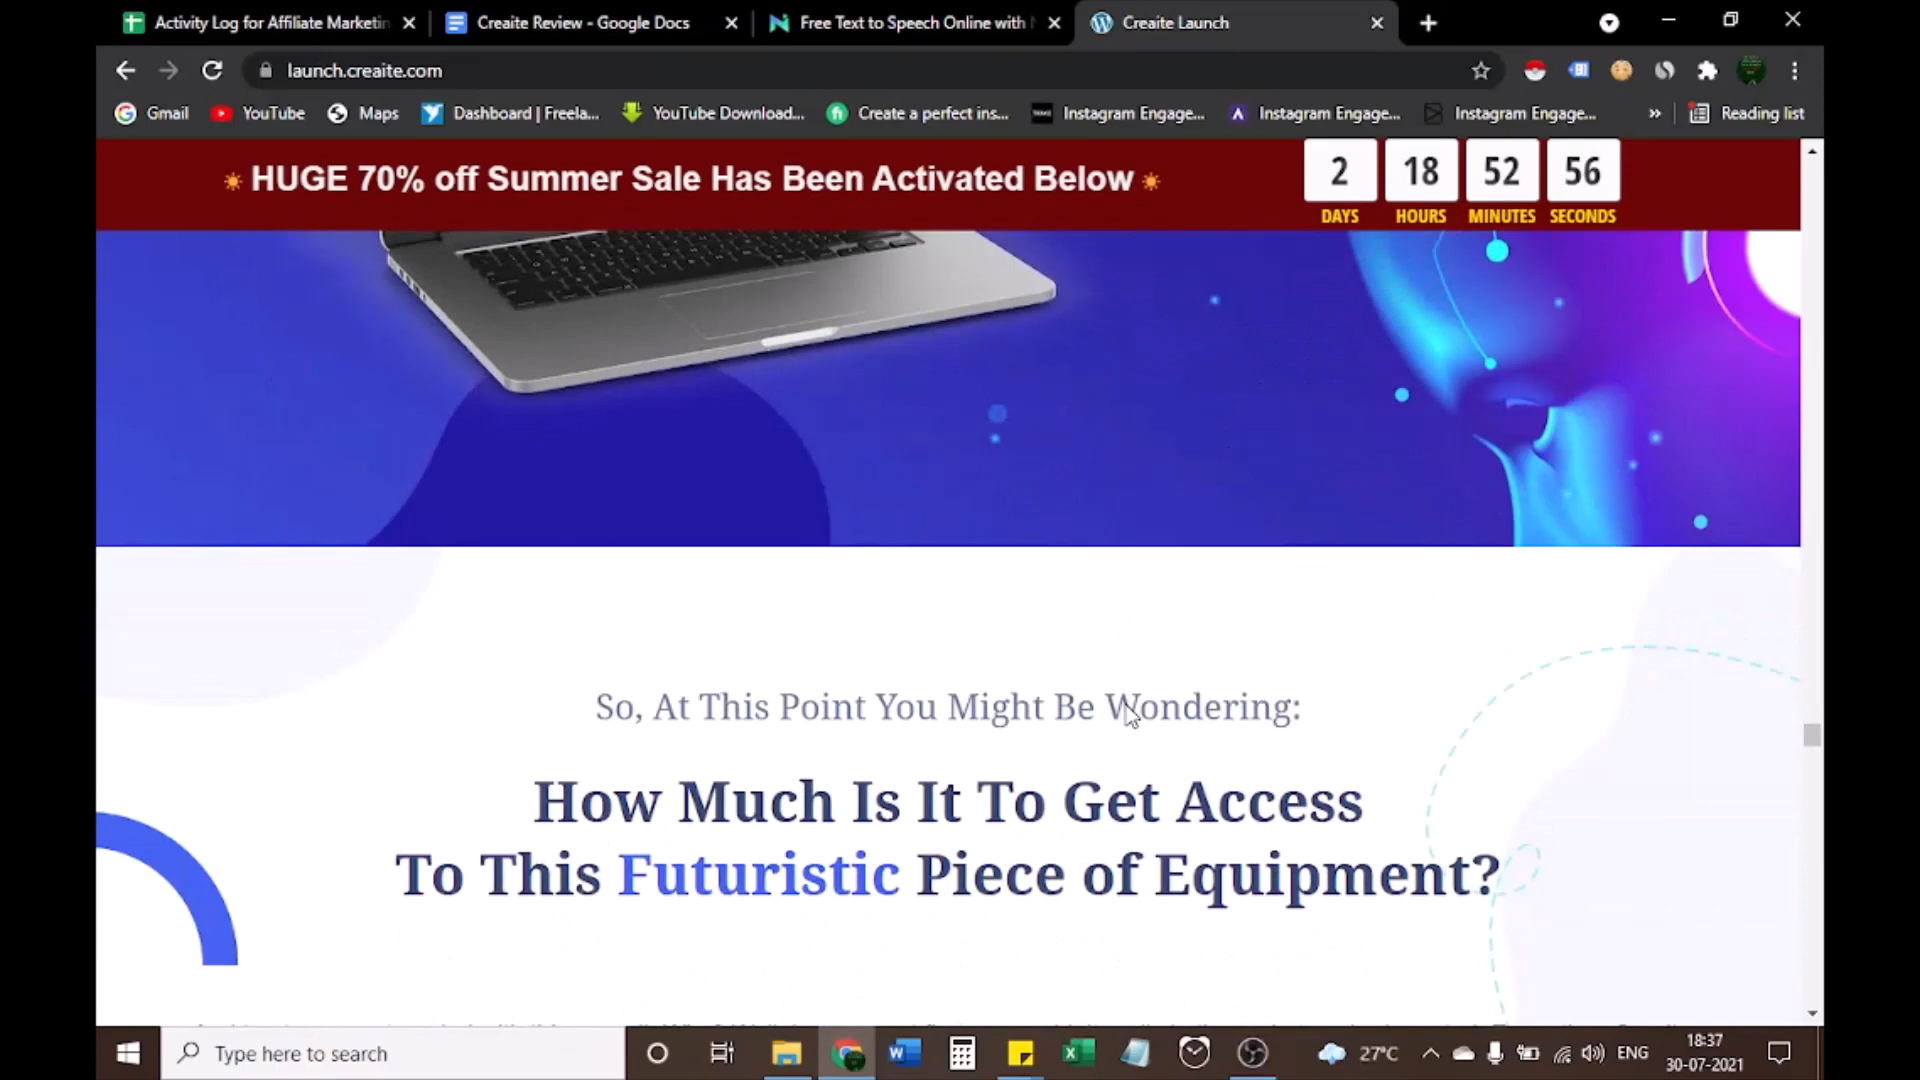 Activity Log for Affiliate Marketin
Creaite Review - Google Docs
Free Text to Speech Online with
Creaite Launch
launch.creaite.com
Gmail
YouTube
Maps
Dashboard | Freela...
YouTube Download...
Create a perfect ins...
Instagram Engage...
Instagram Engage...
Instagram Engage...
»
Reading list
HUGE 70% off Summer Sale Has Been Activated Below
2 18 52 56
DAYS HOURS MINUTES SECONDS
So, At This Point You Might Be Wondering:
How Much Is It To Get Access
To This Futuristic Piece of Equipment?
Type here to search
27°C
ENG
18:37
30-07-2021